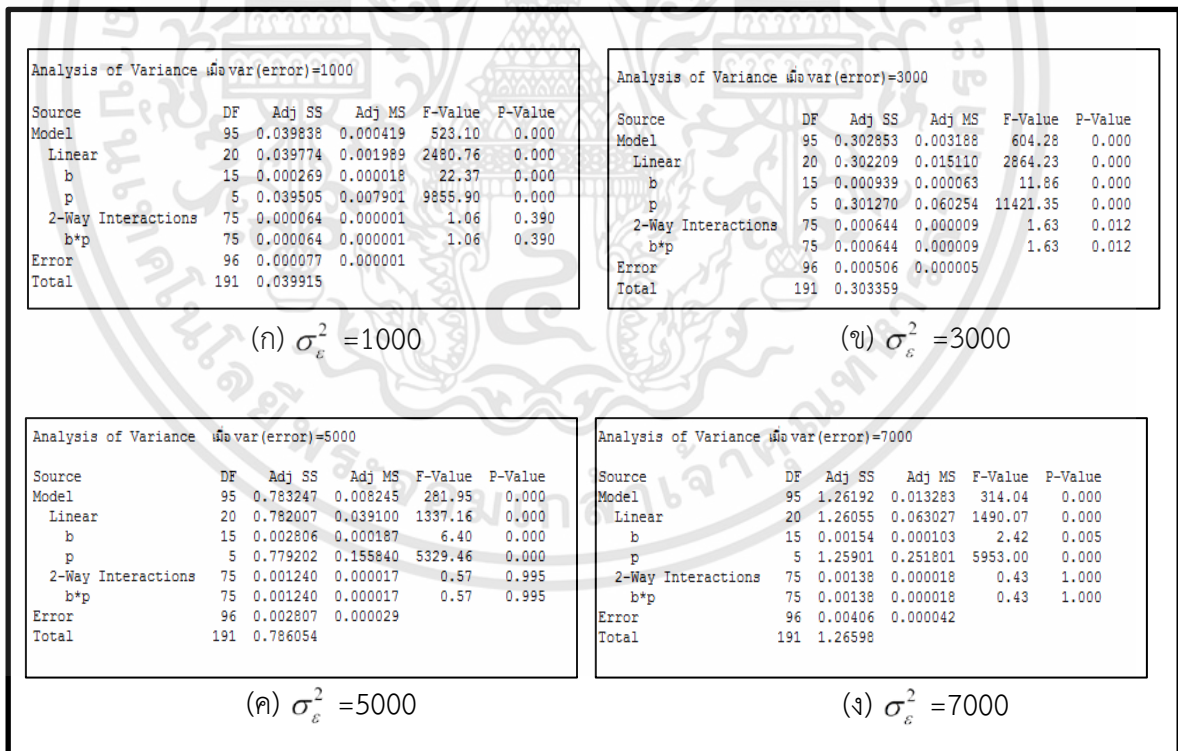 Analysis of Variance เมื่อ var(error)=1000
Source DF Adj SS Adj MS F-Value P-Value
Model 95 0.039838 0.000419 523.10 0.000
Linear 20 0.039774 0.001989 2480.76 0.000
b 15 0.000269 0.000018 22.37 0.000
p 5 0.039505 0.007901 9855.90 0.000
2-Way Interactions 75 0.000064 0.000001 1.06 0.390
b*p 75 0.000064 0.000001 1.06 0.390
Error 96 0.000077 0.000001
Total 191 0.039915
(ก) σ²ε =1000
Analysis of Variance เมื่อ var(error)=3000
Source DF Adj SS Adj MS F-Value P-Value
Model 95 0.302853 0.003188 604.28 0.000
Linear 20 0.302209 0.015110 2864.23 0.000
b 15 0.000939 0.000063 11.86 0.000
p 5 0.301270 0.060254 11421.35 0.000
2-Way Interactions 75 0.000644 0.000009 1.63 0.012
b*p 75 0.000644 0.000009 1.63 0.012
Error 96 0.000506 0.000005
Total 191 0.303359
(ข) σ²ε =3000
Analysis of Variance เมื่อ var(error)=5000
Source DF Adj SS Adj MS F-Value P-Value
Model 95 0.783247 0.008245 281.95 0.000
Linear 20 0.782007 0.039100 1337.16 0.000
b 15 0.002806 0.000187 6.40 0.000
p 5 0.779202 0.155840 5329.46 0.000
2-Way Interactions 75 0.001240 0.000017 0.57 0.995
b*p 75 0.001240 0.000017 0.57 0.995
Error 96 0.002807 0.000029
Total 191 0.786054
(ค) σ²ε =5000
Analysis of Variance เมื่อ var(error)=7000
Source DF Adj SS Adj MS F-Value P-Value
Model 95 1.26192 0.013283 314.04 0.000
Linear 20 1.26055 0.063027 1490.07 0.000
b 15 0.00154 0.000103 2.42 0.005
p 5 1.25901 0.251801 5953.00 0.000
2-Way Interactions 75 0.00138 0.000018 0.43 1.000
b*p 75 0.00138 0.000018 0.43 1.000
Error 96 0.00406 0.000042
Total 191 1.26598
(ง) σ²ε =7000